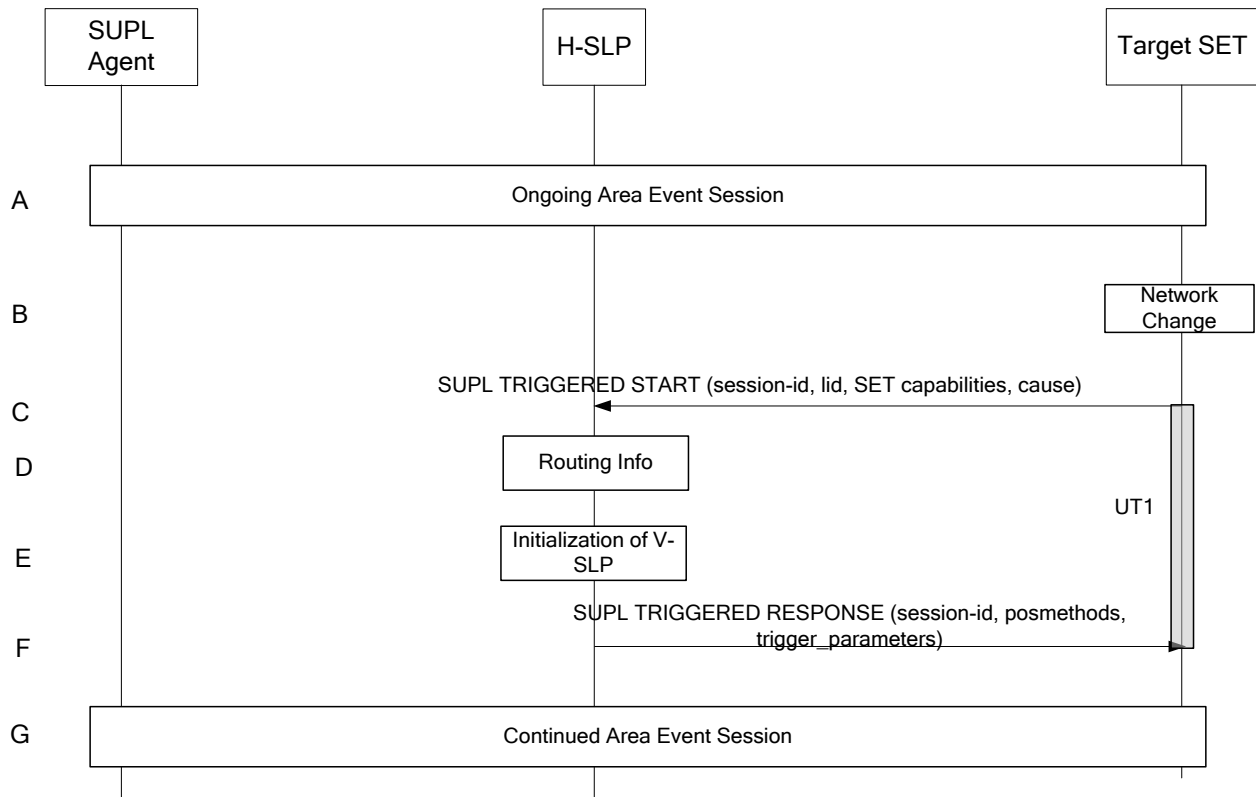 SUPL
Agent
H-SLP
Target SET
A
Ongoing Area Event Session
B
Network
Change
SUPL TRIGGERED START (session-id, lid, SET capabilities, cause)
C
D
Routing Info
UT1
E
Initialization of V-
SLP
SUPL TRIGGERED RESPONSE (session-id, posmethods,
trigger_parameters)
F
G
Continued Area Event Session